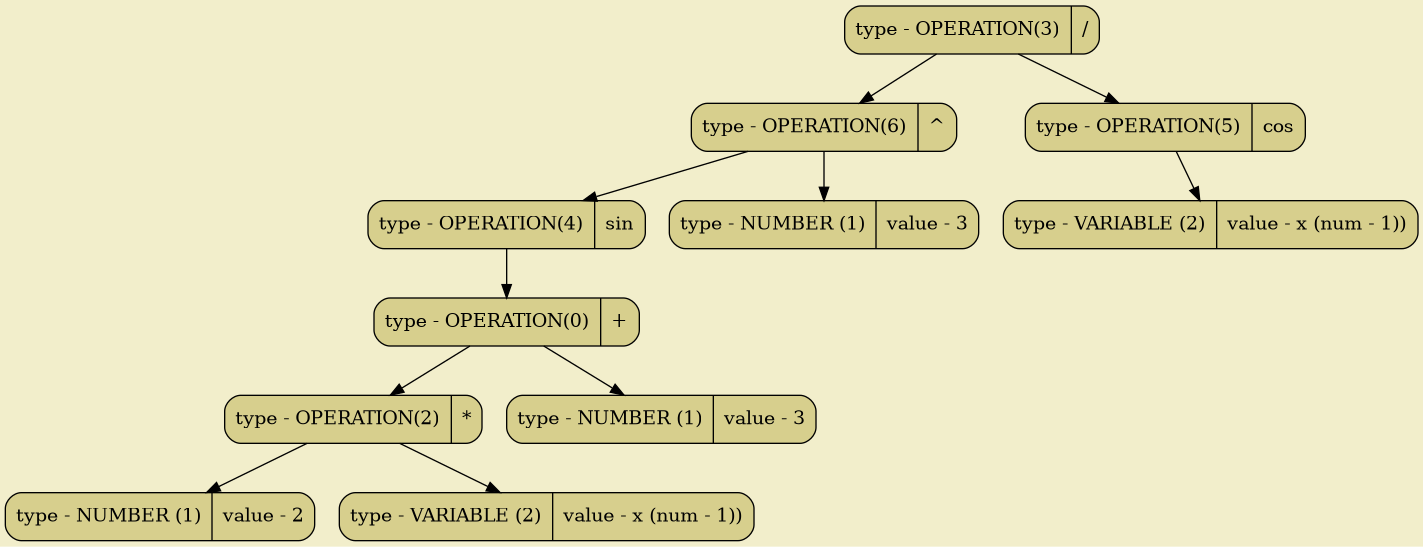 type - OPERATION(3) /
type - OPERATION(6) ^
type - OPERATION(5) cos
type - OPERATION(4) sin
type - NUMBER (1) value - 3
type - VARIABLE (2) value - x (num - 1))
type - OPERATION(0) +
type - OPERATION(2) *
type - NUMBER (1) value - 3
type - NUMBER (1) value - 2
type - VARIABLE (2) value - x (num - 1))